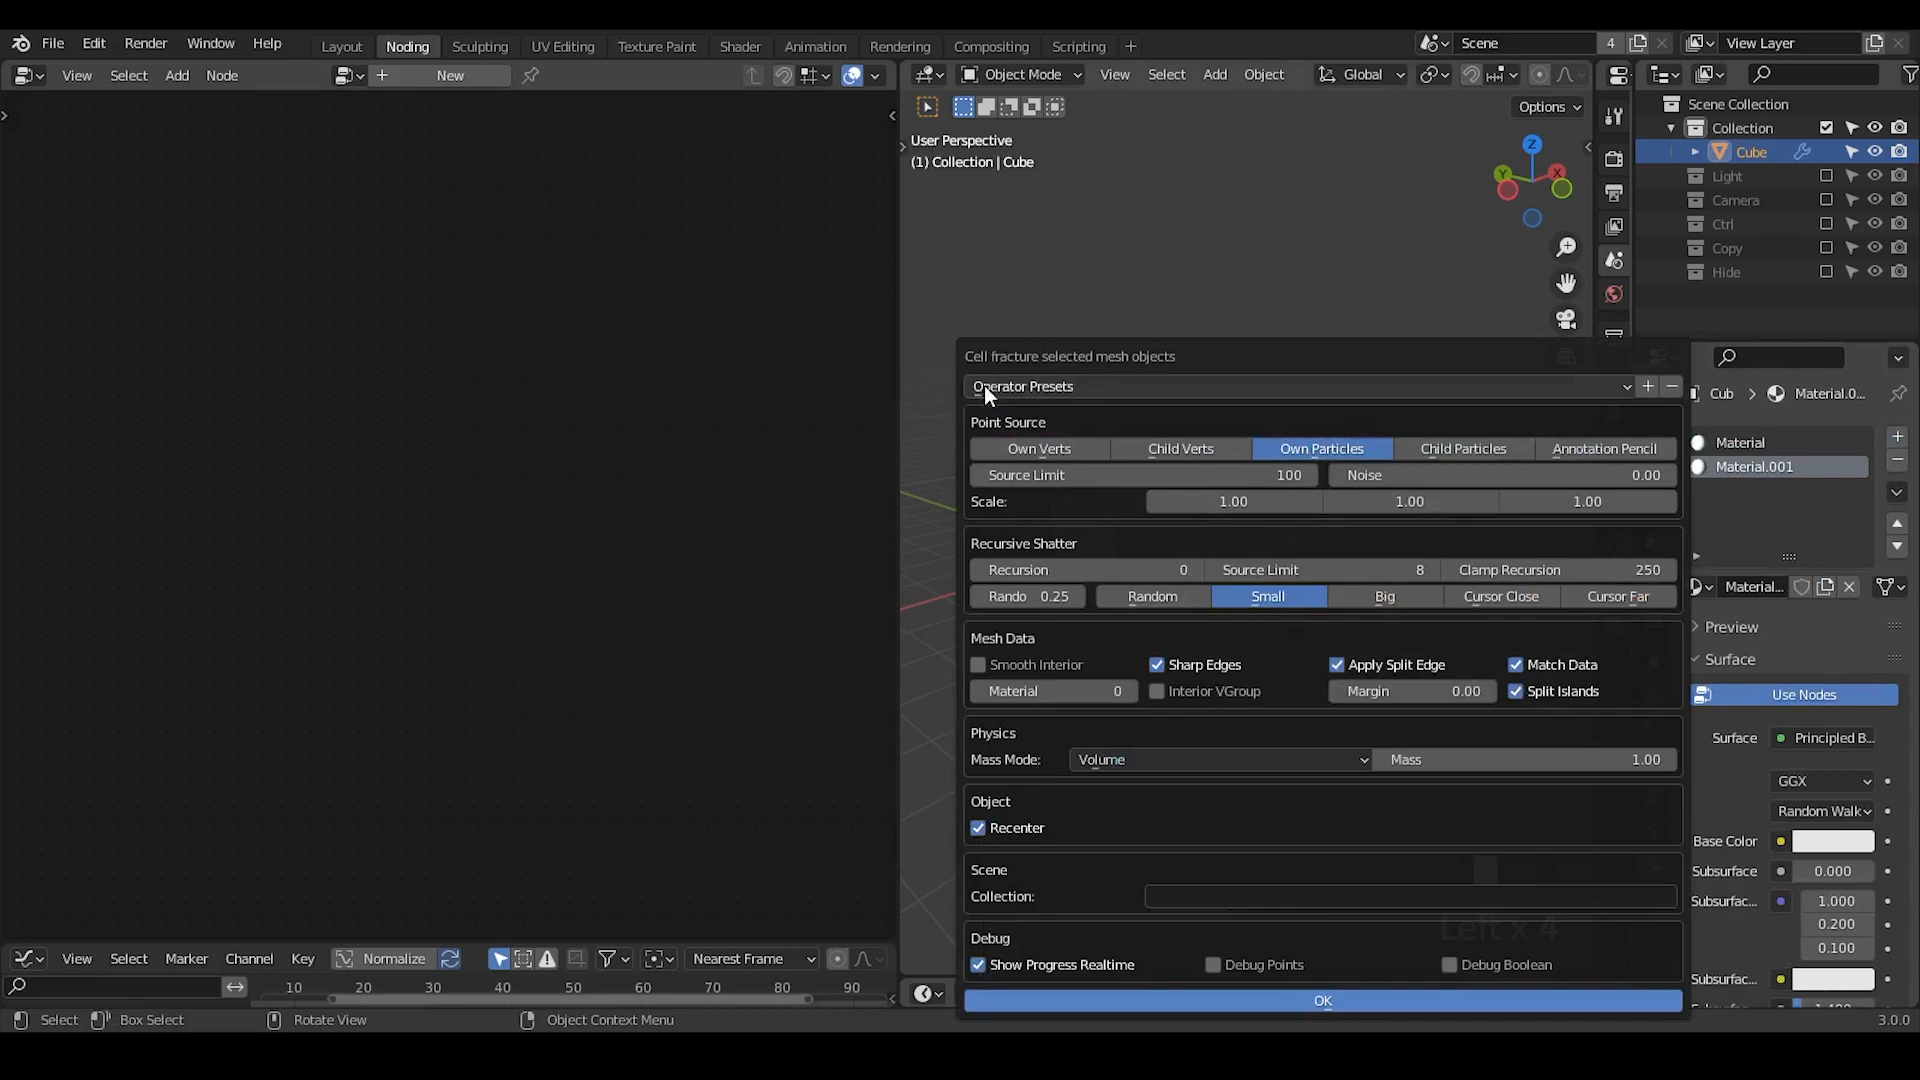 File Edit Render Window Help Layout Noding Sculpting UV Editing Texture Paint Shader Animation Rendering Compositing Scripting + Scene 4 View Layer
View Select Add Node New Object Mode View Select Add Object Global
Options
User Perspective
(1) Collection | Cube
Z
Y
X
Scene Collection
Collection
Cube
Light
Camera
Ctrl
Copy
Hide
Cell fracture selected mesh objects
Operator Presets
Point Source
Own Verts Child Verts Own Particles Child Particles Annotation Pencil
Source Limit 100 Noise 0.00
Scale: 1.00 1.00 1.00
Recursive Shatter
Recursion 0 Source Limit 8 Clamp Recursion 250
Rando 0.25 Random Small Big Cursor Close Cursor Far
Mesh Data
Smooth Interior Sharp Edges Apply Split Edge Match Data
Material 0 Interior VGroup Margin 0.00 Split Islands
Physics
Mass Mode: Volume Mass 1.00
Object
Recenter
Scene
Collection:
Left x 4
Debug
Show Progress Realtime Debug Points Debug Boolean
OK
Cub Material.0...
Material
Material.001
Material...
Preview
Surface
Use Nodes
Surface Principled B...
GGX
Random Walk
Base Color
Subsurface 0.000
Subsurfac... 1.000
0.200
0.100
Subsurfac...
View Select Marker Channel Key Normalize Nearest Frame
10 20 30 40 50 60 70 80 90
Select Box Select Rotate View Object Context Menu 3.0.0